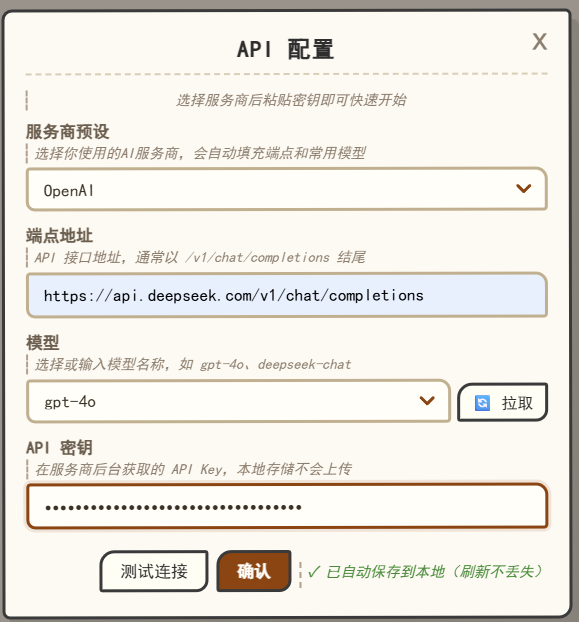 API 配置
X
选择服务商后粘贴密钥即可快速开始
服务商预设
选择你使用的AI服务商，会自动填充端点和常用模型
OpenAI
端点地址
API 接口地址，通常以 /v1/chat/completions 结尾
https://api.deepseek.com/v1/chat/completions
模型
选择或输入模型名称，如 gpt-4o、deepseek-chat
gpt-4o
拉取
API 密钥
在服务商后台获取的 API Key，本地存储不会上传
••••••••••••••••••••••••••••••••••
测试连接
确认
✓ 已自动保存到本地（刷新不丢失）